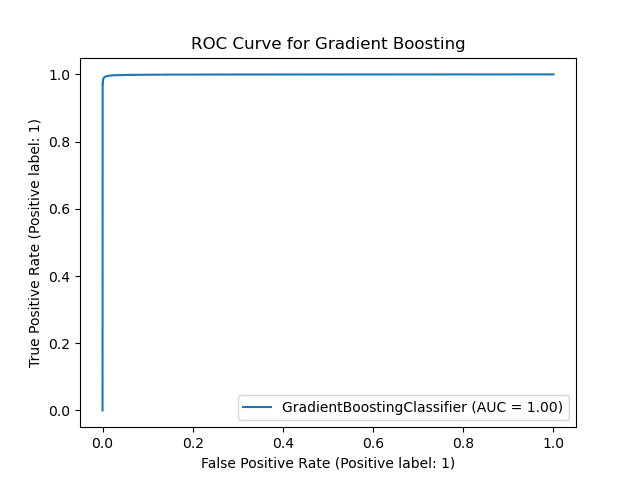 ROC Curve for Gradient Boosting
True Positive Rate (Positive label: 1)
1.0
0.8
0.6
0.4
0.2
0.0
GradientBoostingClassifier (AUC = 1.00)
0.0 0.2 0.4 0.6 0.8 1.0
False Positive Rate (Positive label: 1)